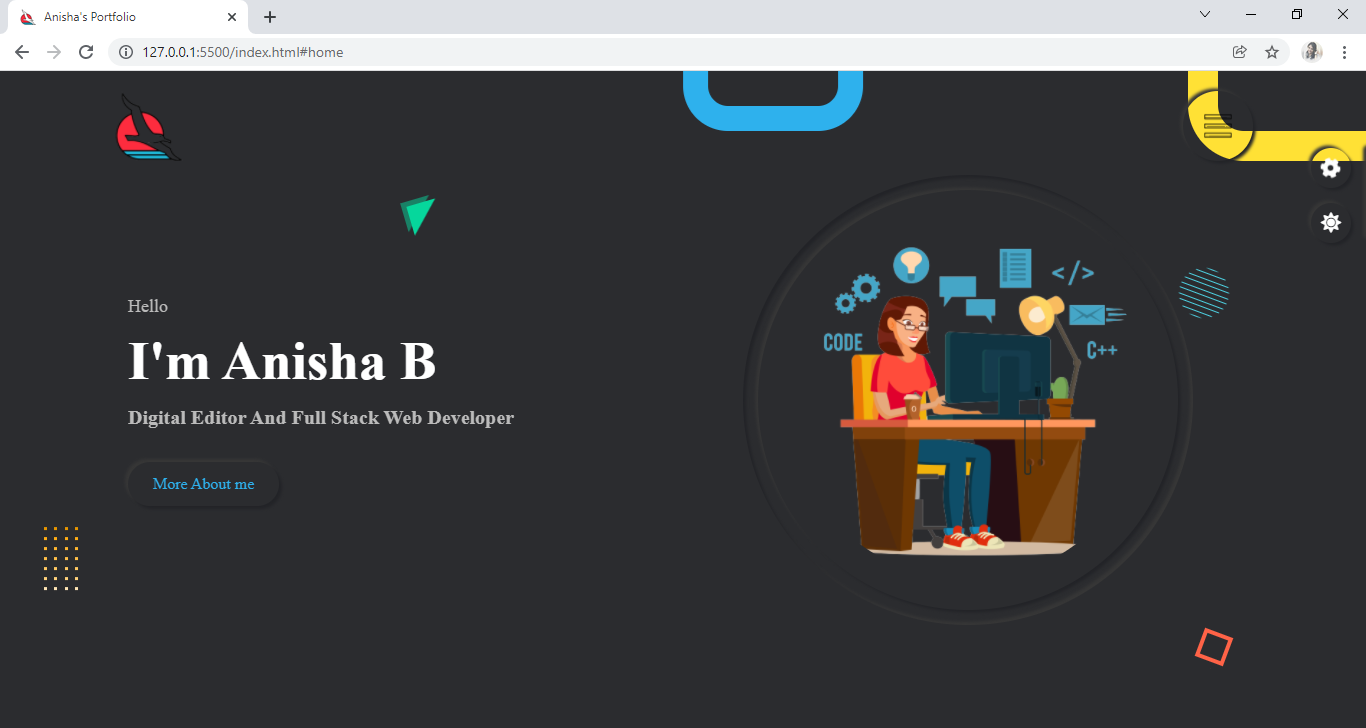 Anisha's Portfolio
127.0.0.1:5500/index.html#home
Hello
I'm Anisha B
Digital Editor And Full Stack Web Developer
More About me
</>
CODE
C++